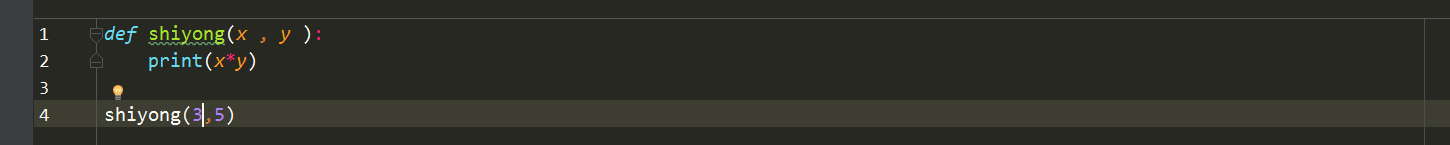 1 def shiyong(x , y ):
2 print(x*y)
3
4 shiyong(3,5)